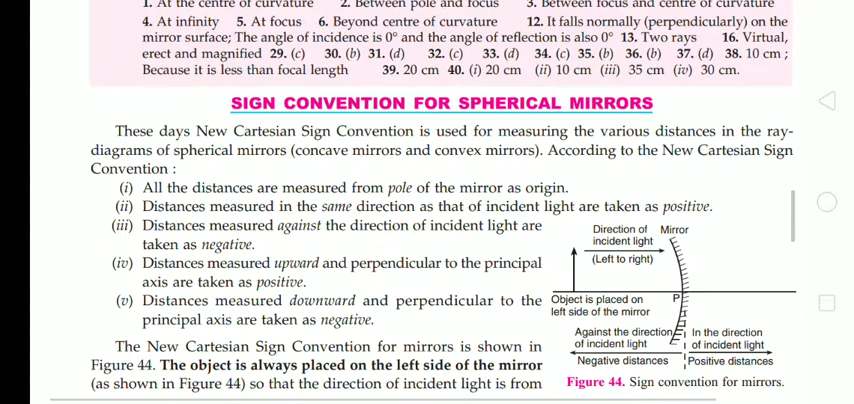 1. At the centre of curvature 2. Between pole and focus 3. Between focus and centre of curvature
4. At infinity 5. At focus 6. Beyond centre of curvature 12. It falls normally (perpendicularly) on the
mirror surface; The angle of incidence is 0° and the angle of reflection is also 0° 13. Two rays 16. Virtual,
erect and magnified 29. (c) 30. (b) 31. (d) 32. (c) 33. (d) 34. (c) 35. (b) 36. (b) 37. (d) 38. 10 cm ;
Because it is less than focal length 39. 20 cm 40. (i) 20 cm (ii) 10 cm (iii) 35 cm (iv) 30 cm.
SIGN CONVENTION FOR SPHERICAL MIRRORS
These days New Cartesian Sign Convention is used for measuring the various distances in the ray-
diagrams of spherical mirrors (concave mirrors and convex mirrors). According to the New Cartesian Sign
Convention :
(i) All the distances are measured from pole of the mirror as origin.
(ii) Distances measured in the same direction as that of incident light are taken as positive.
(iii) Distances measured against the direction of incident light are
taken as negative.
(iv) Distances measured upward and perpendicular to the principal
axis are taken as positive.
(v) Distances measured downward and perpendicular to the
principal axis are taken as negative.
The New Cartesian Sign Convention for mirrors is shown in
Figure 44. The object is always placed on the left side of the mirror
(as shown in Figure 44) so that the direction of incident light is from
Direction of Mirror
incident light
(Left to right)
Object is placed on P
left side of the mirror
Against the direction In the direction
of incident light of incident light
Negative distances Positive distances
Figure 44. Sign convention for mirrors.